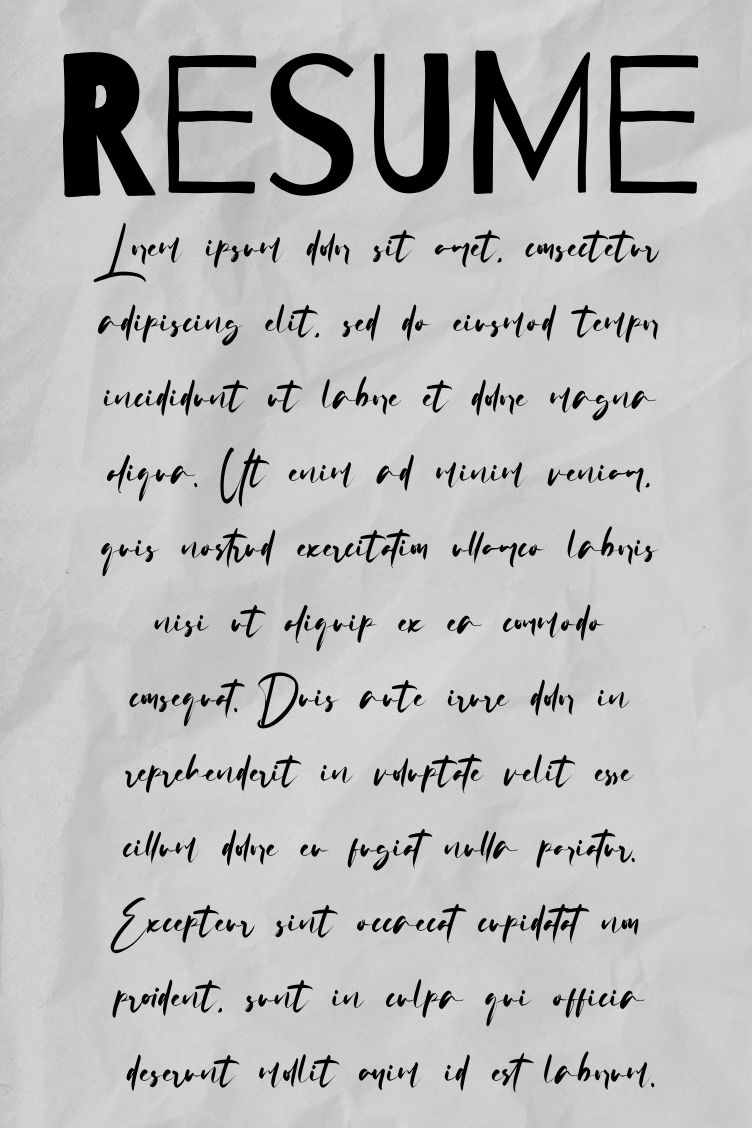 RESUME
Lorem ipsum dolor sit amet, consectetur
adipiscing elit, sed do eiusmod tempor
incididunt ut labore et dolore magna
aliqua. Ut enim ad minim veniam,
quis nostrud exercitation ullamco laboris
nisi ut aliquip ex ea commodo
consequat. Duis aute irure dolor in
reprehenderit in voluptate velit esse
cillum dolore eu fugiat nulla pariatur.
Excepteur sint occaecat cupidatat non
proident, sunt in culpa qui officia
deserunt mollit anim id est laborum.